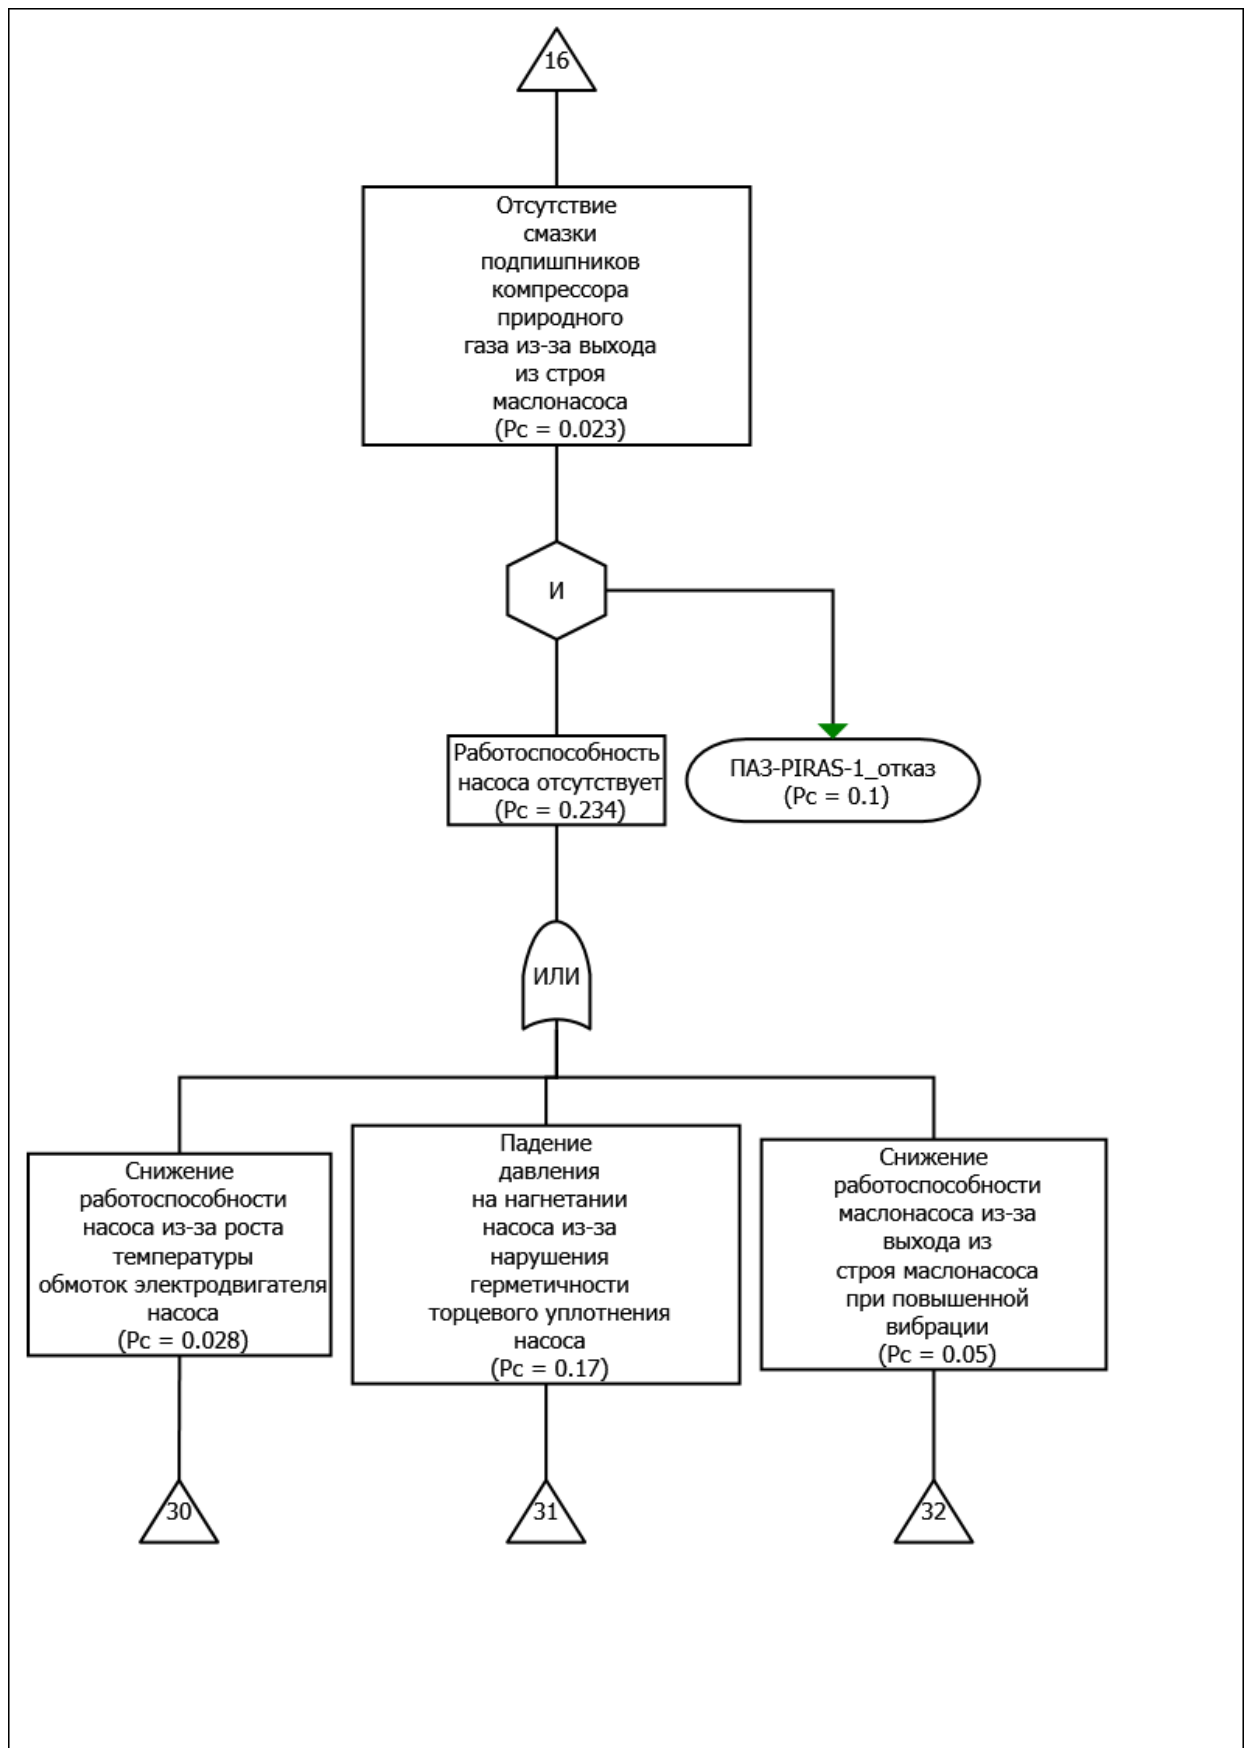 16
Отсутствие
смазки
подпишпников
компрессора
природного
газа из-за выхода
из строя
маслонасоса
(Pc = 0.023)
И
Работоспособность
насоса отсутствует
(Pc = 0.234)
ПАЗ-PIRAS-1_отказ
(Pc = 0.1)
ИЛИ
Снижение
работоспособности
насоса из-за роста
температуры
обмоток электродвигателя
насоса
(Pc = 0.028)
Падение
давления
на нагнетании
насоса из-за
нарушения
герметичности
торцевого уплотнения
насоса
(Pc = 0.17)
Снижение
работоспособности
маслонасоса из-за
выхода из
строя маслонасоса
при повышенной
вибрации
(Pc = 0.05)
30
31
32